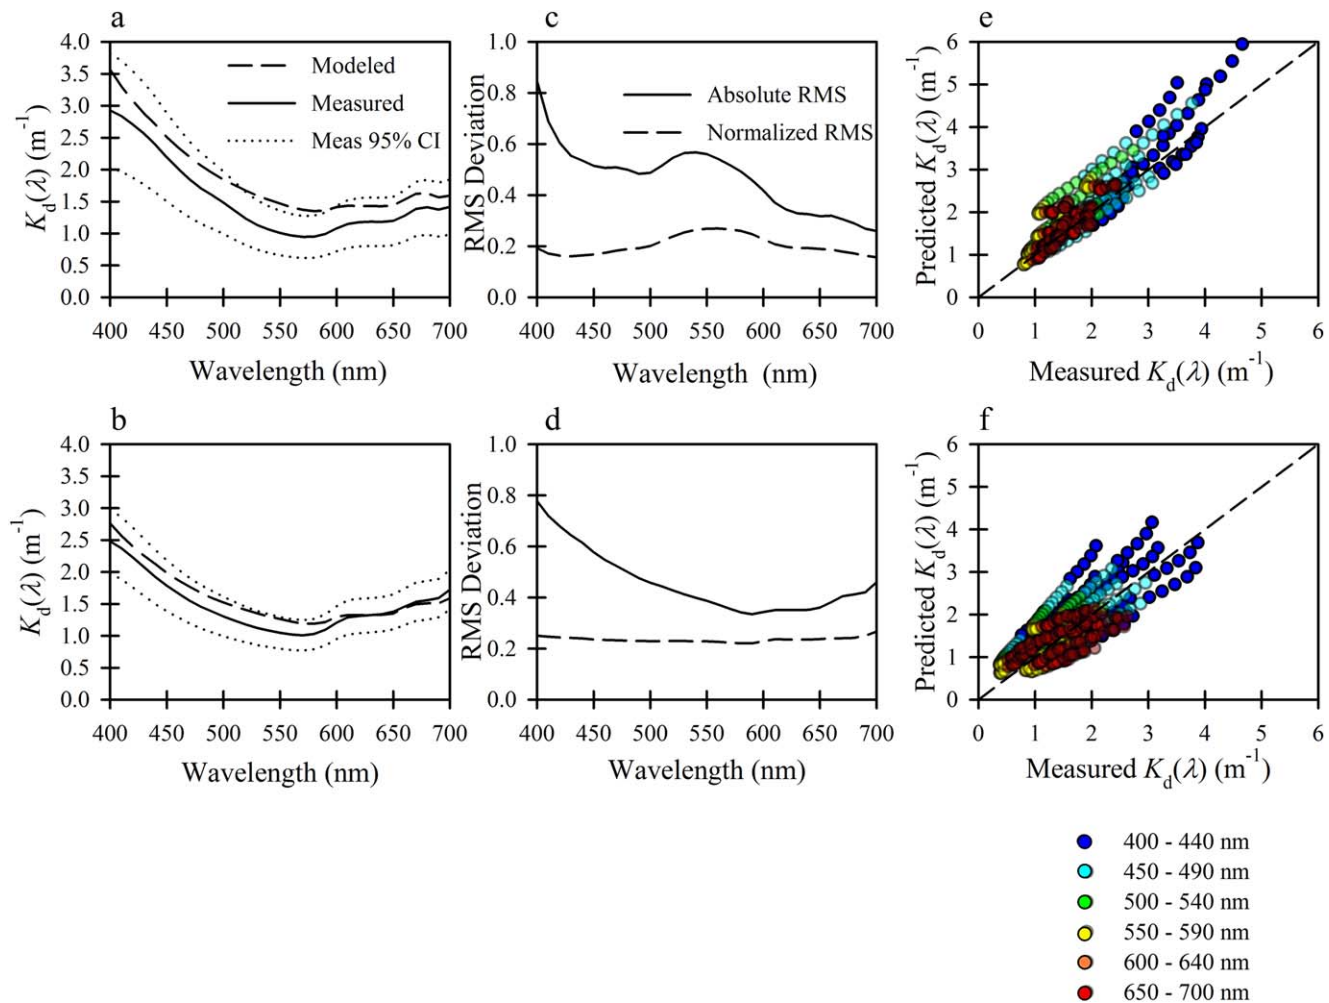 a
4.0
3.5
3.0
2.5
2.0
1.5
1.0
0.5
0.0
K_d(λ) (m⁻¹)
Modeled
Measured
Meas 95% CI
400 450 500 550 600 650 700
Wavelength (nm)
c
1.0
0.8
0.6
0.4
0.2
0.0
RMS Deviation
Absolute RMS
Normalized RMS
400 450 500 550 600 650 700
Wavelength (nm)
e
6
5
4
3
2
1
0
Predicted K_d(λ) (m⁻¹)
0 1 2 3 4 5 6
Measured K_d(λ) (m⁻¹)
b
4.0
3.5
3.0
2.5
2.0
1.5
1.0
0.5
0.0
K_d(λ) (m⁻¹)
400 450 500 550 600 650 700
Wavelength (nm)
d
1.0
0.8
0.6
0.4
0.2
0.0
RMS Deviation
400 450 500 550 600 650 700
Wavelength (nm)
f
6
5
4
3
2
1
0
Predicted K_d(λ) (m⁻¹)
0 1 2 3 4 5 6
Measured K_d(λ) (m⁻¹)
400 - 440 nm
450 - 490 nm
500 - 540 nm
550 - 590 nm
600 - 640 nm
650 - 700 nm